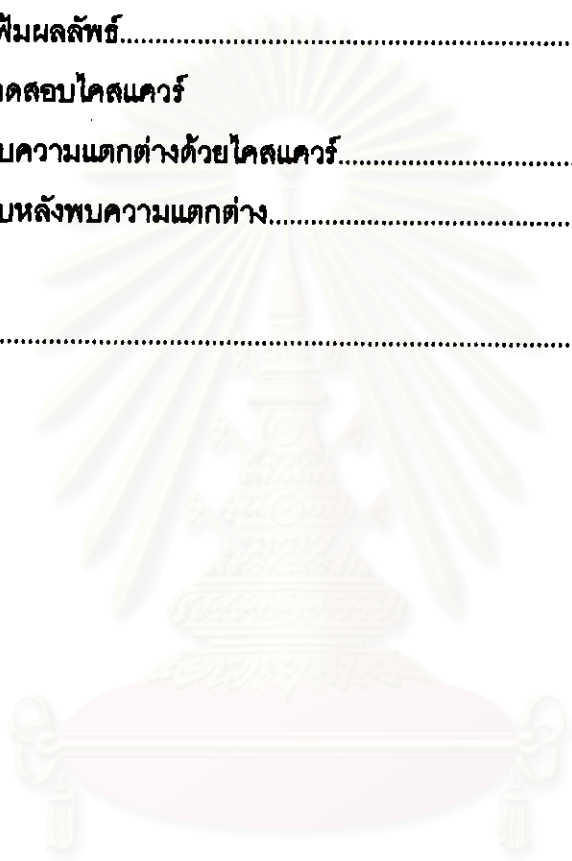 ฟ้มผลลัพธ์..........................................................................
ทดสอบไคสแควร์
บความแตกต่างด้วยไคสแควร์.......................................
บหลังพบความแตกต่าง...................................................
..........................................................................................